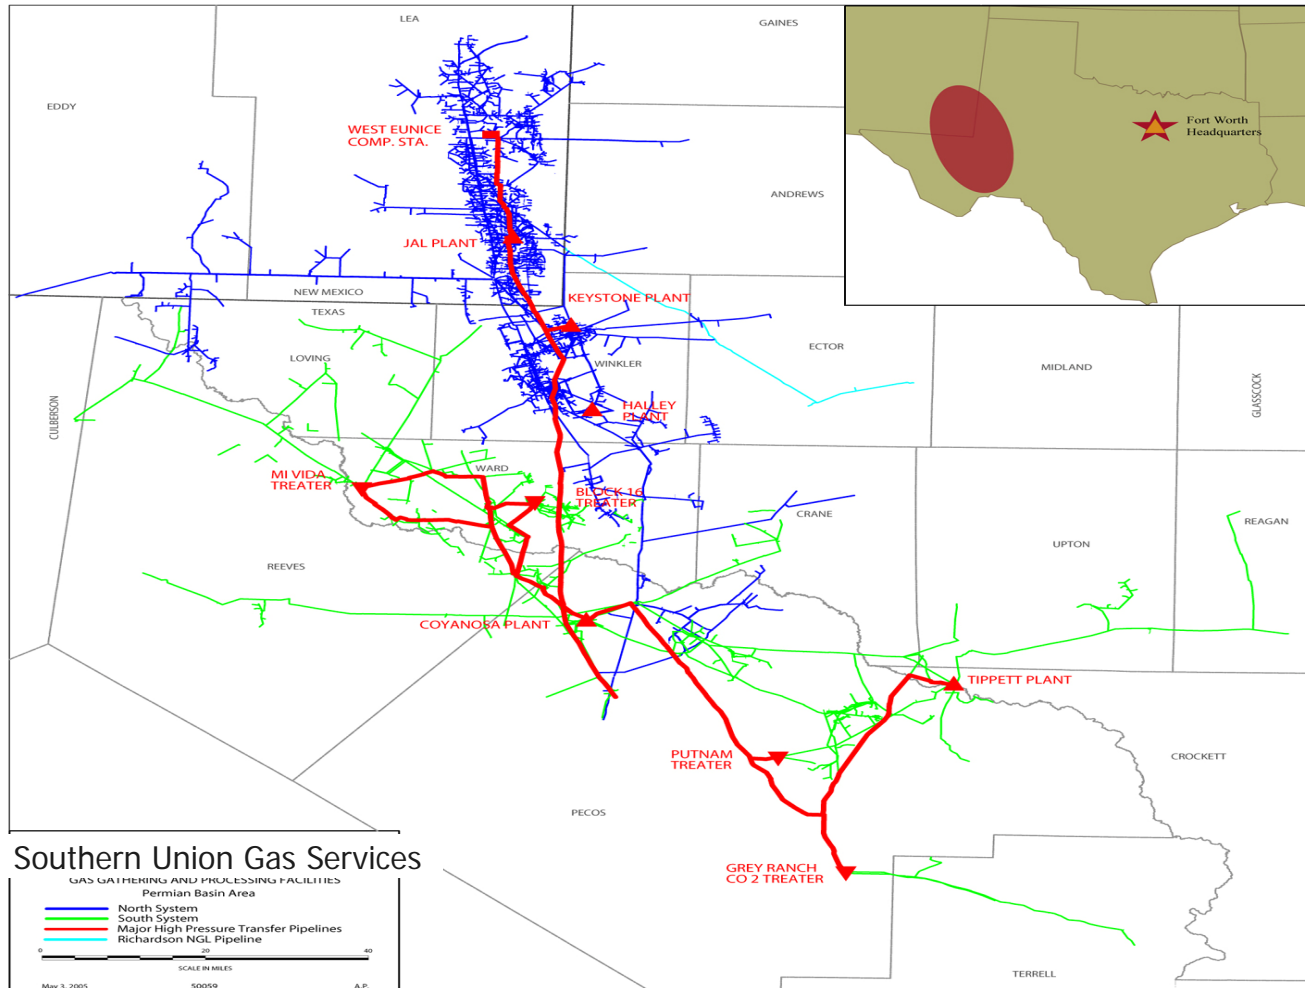 LEA
GAINES
EDDY
WEST EUNICE
COMP. STA.
Fort Worth
Headquarters
ANDREWS
JAL PLANT
NEW MEXICO
TEXAS
KEYSTONE PLANT
LOVING
WINKLER
ECTOR
MIDLAND
GLASSCOCK
CULBERSON
HALLEY
PLANT
MI VIDA
TREATER
WARD
BLOCK 16
TREATER
CRANE
REAGAN
UPTON
REEVES
COYANOSA PLANT
TIPPETT PLANT
PUTNAM
TREATER
CROCKETT
PECOS
GREY RANCH
CO 2 TREATER
TERRELL
Southern Union Gas Services
GAS GATHERING AND PROCESSING FACILITIES
Permian Basin Area
North System
South System
Major High Pressure Transfer Pipelines
Richardson NGL Pipeline
0 20 40
SCALE IN MILES
May 3, 2005 50059 A.P.